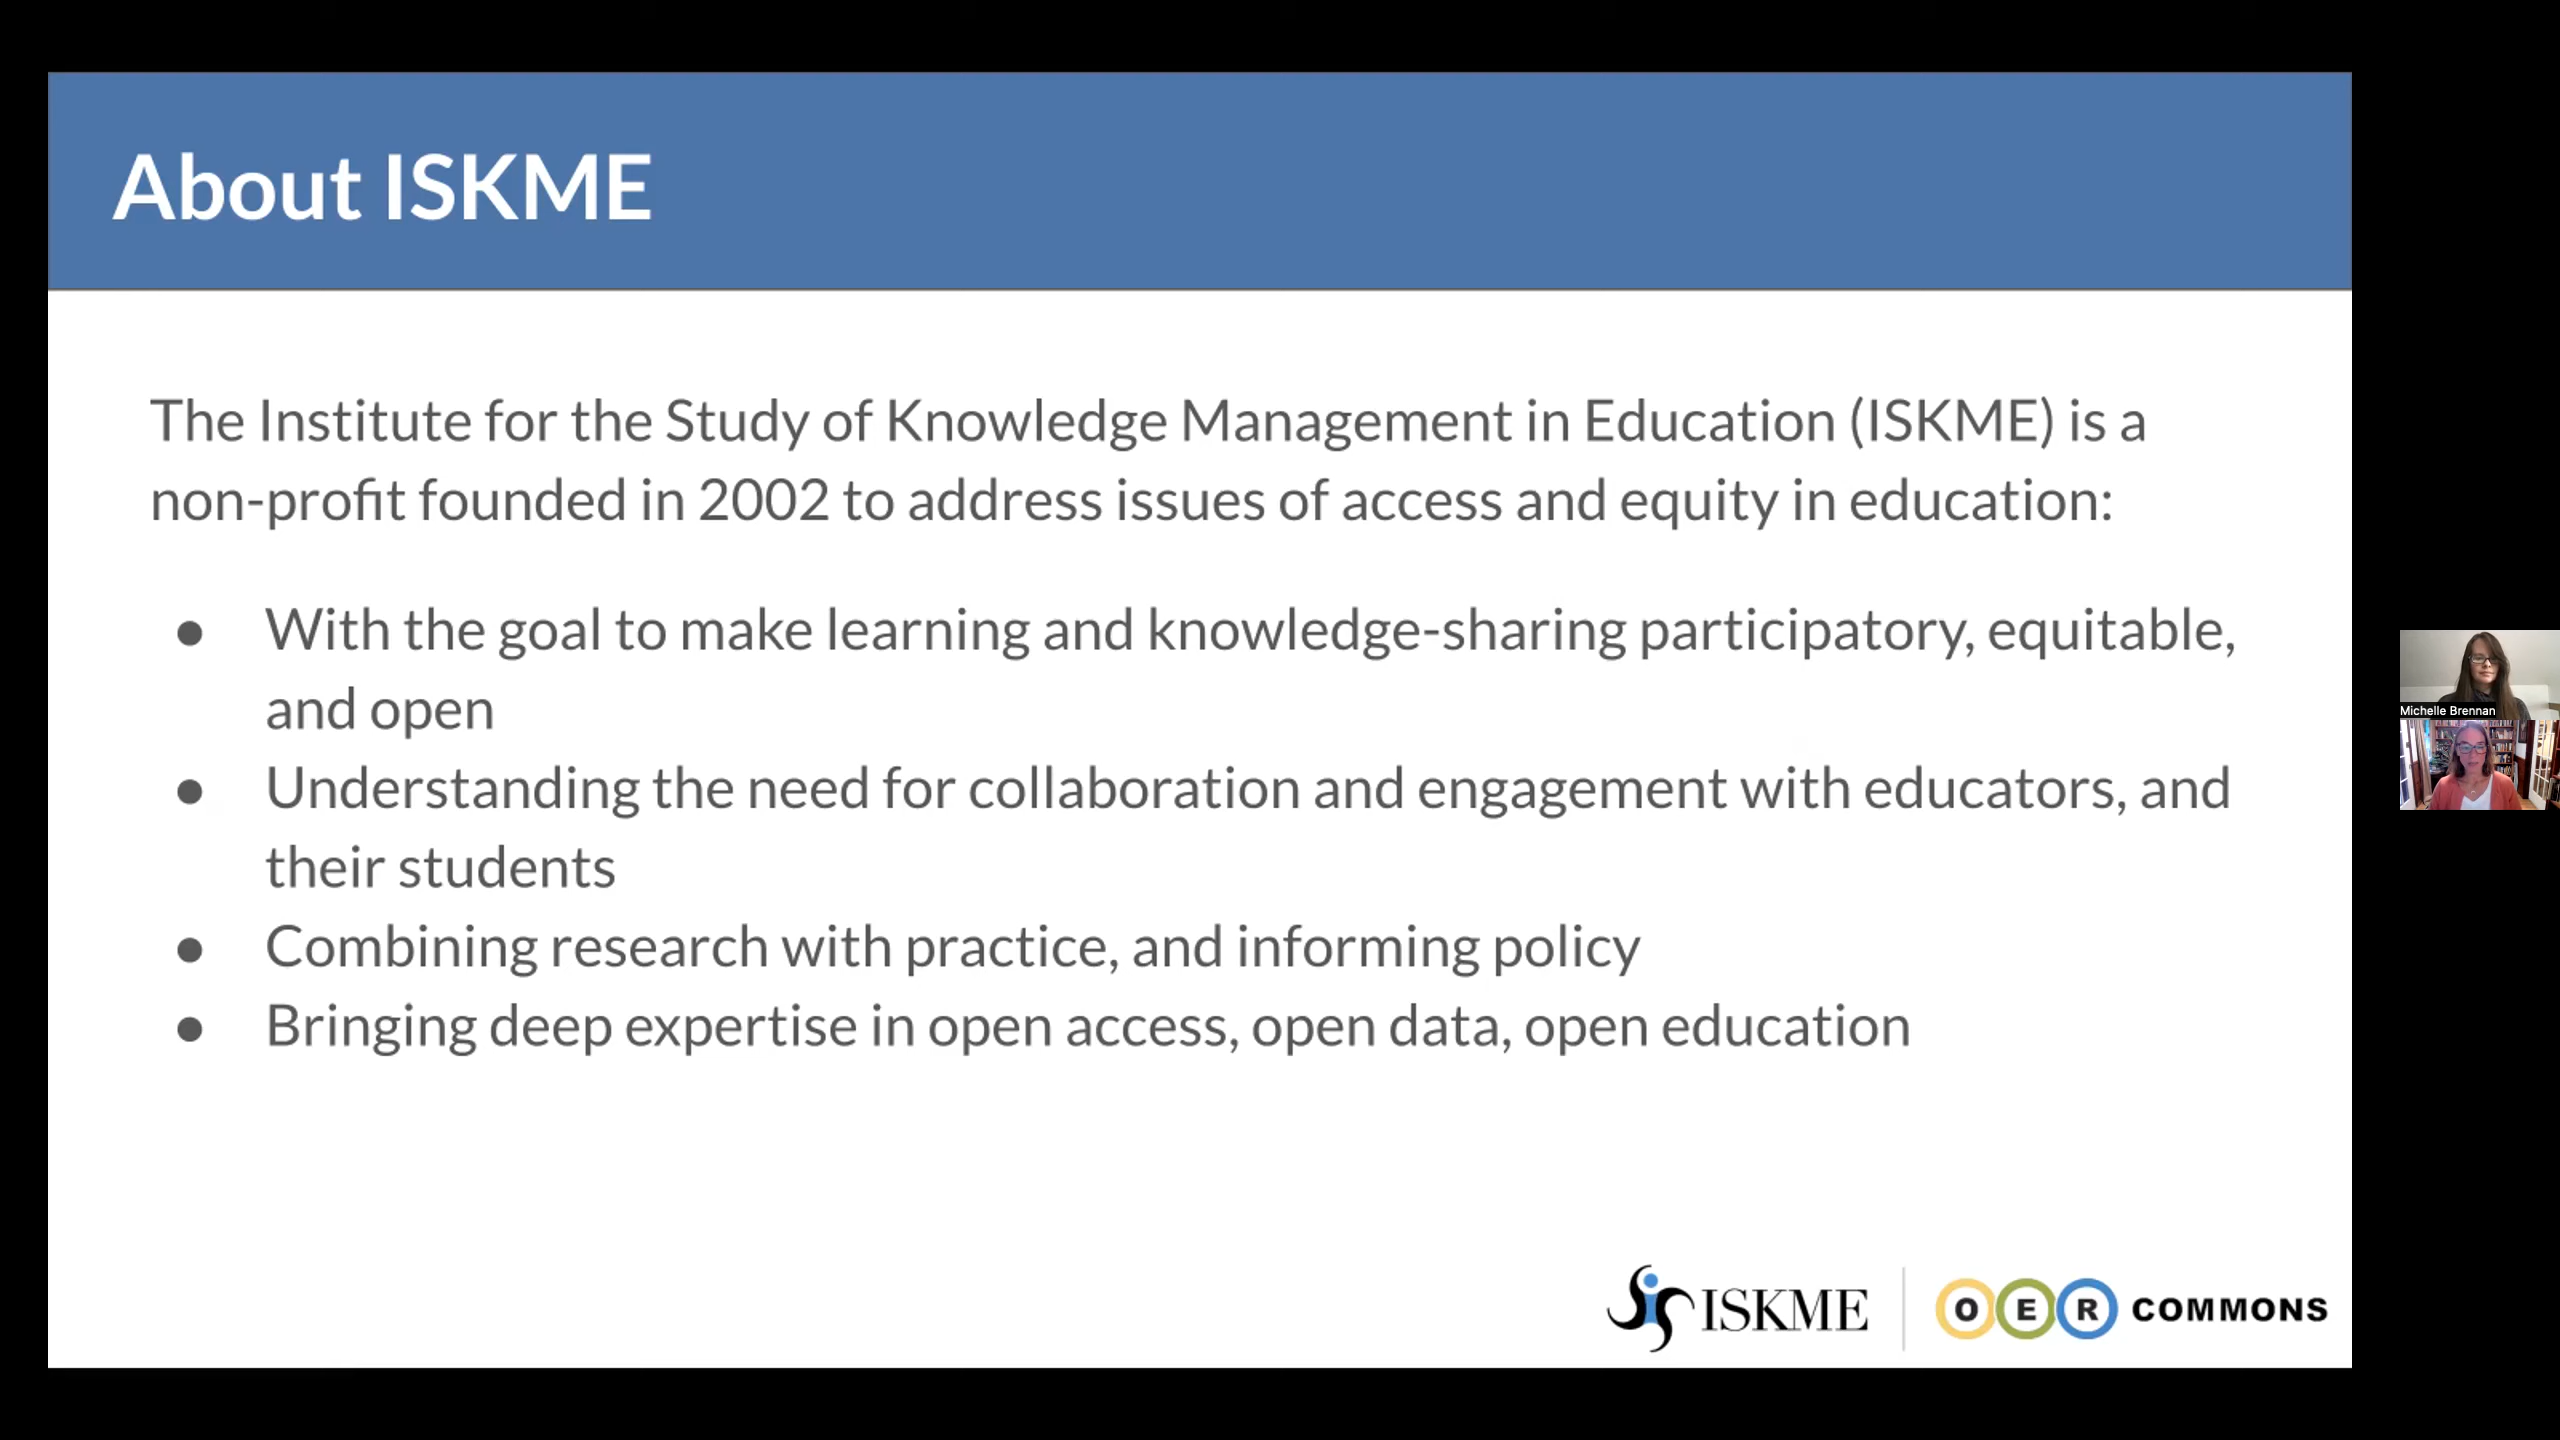 About ISKME
The Institute for the Study of Knowledge Management in Education (ISKME) is a
non-profit founded in 2002 to address issues of access and equity in education:
● With the goal to make learning and knowledge-sharing participatory, equitable,
and open
● Understanding the need for collaboration and engagement with educators, and
their students
● Combining research with practice, and informing policy
● Bringing deep expertise in open access, open data, open education
Michelle Brennan
ISKME
OER COMMONS